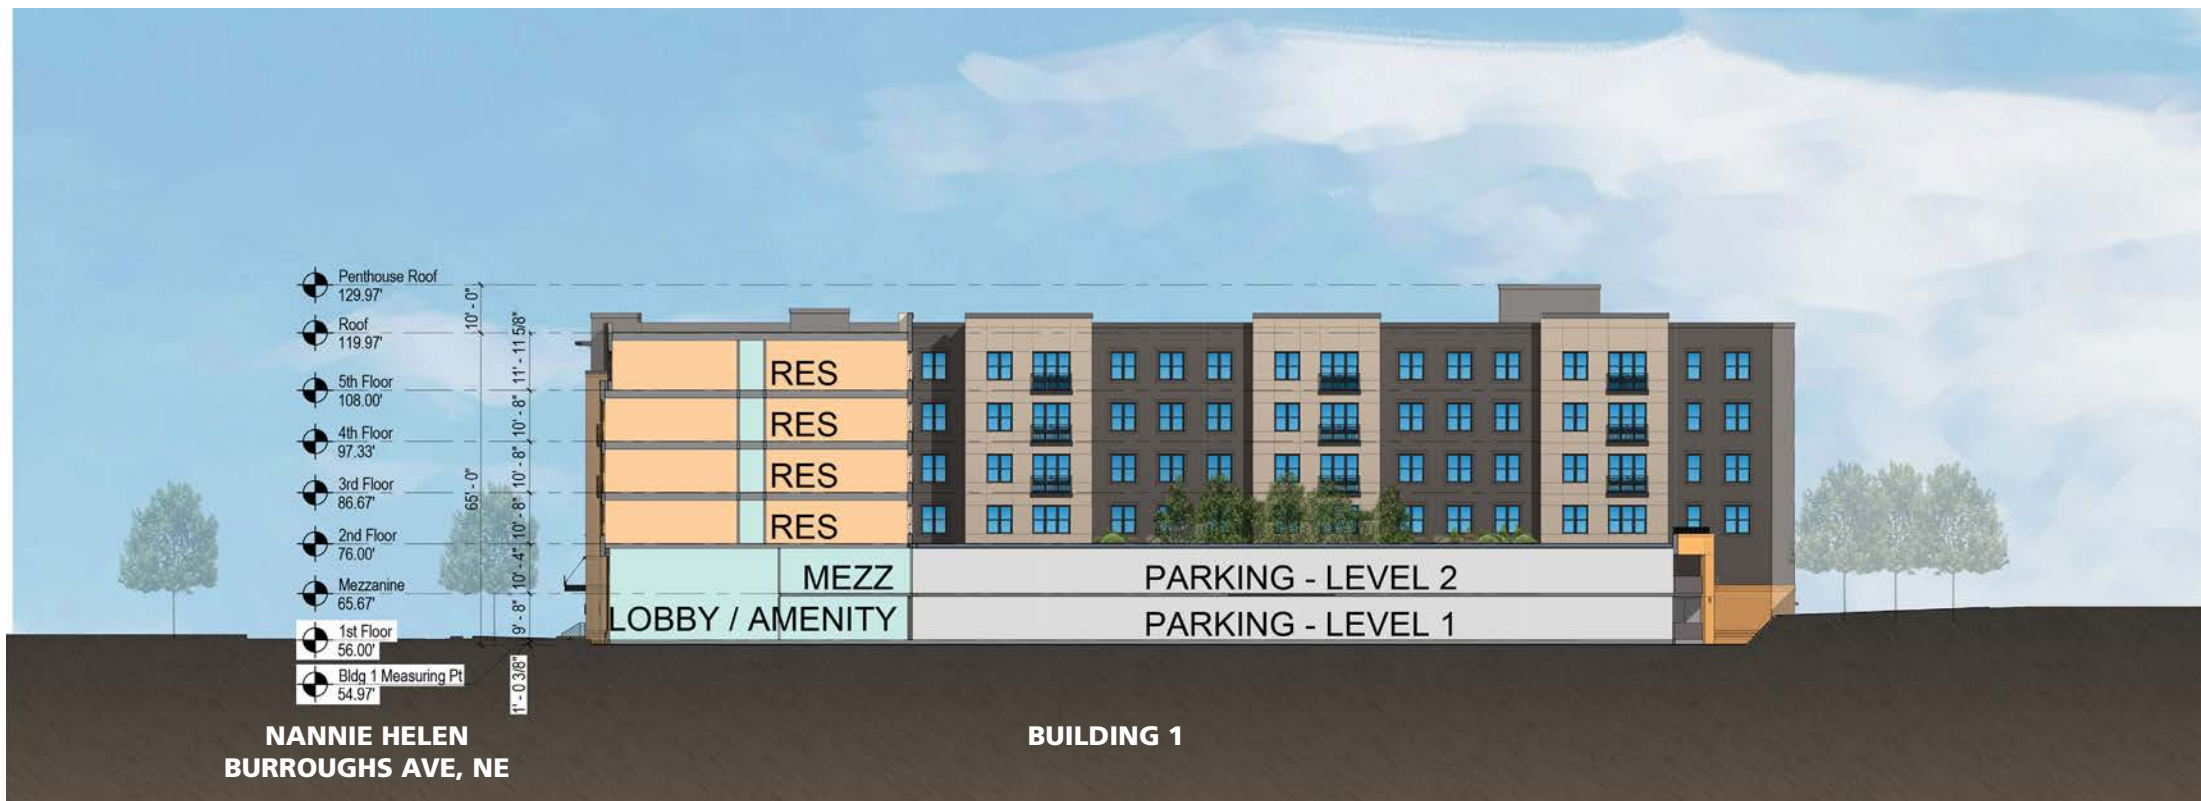 Penthouse Roof
129.97'
Roof
119.97'
5th Floor
108.00'
4th Floor
97.33'
3rd Floor
86.67'
2nd Floor
76.00'
Mezzanine
65.67'
1st Floor
56.00'
Bldg 1 Measuring Pt
54.97'
10' - 0"
65' - 0"
11' - 11 5/8"
10' - 8"
10' - 8"
10' - 8"
10' - 4"
9' - 8"
1' - 0 3/8"
RES
RES
RES
RES
MEZZ
LOBBY / AMENITY
PARKING - LEVEL 2
PARKING - LEVEL 1
NANNIE HELEN
BURROUGHS AVE, NE
BUILDING 1